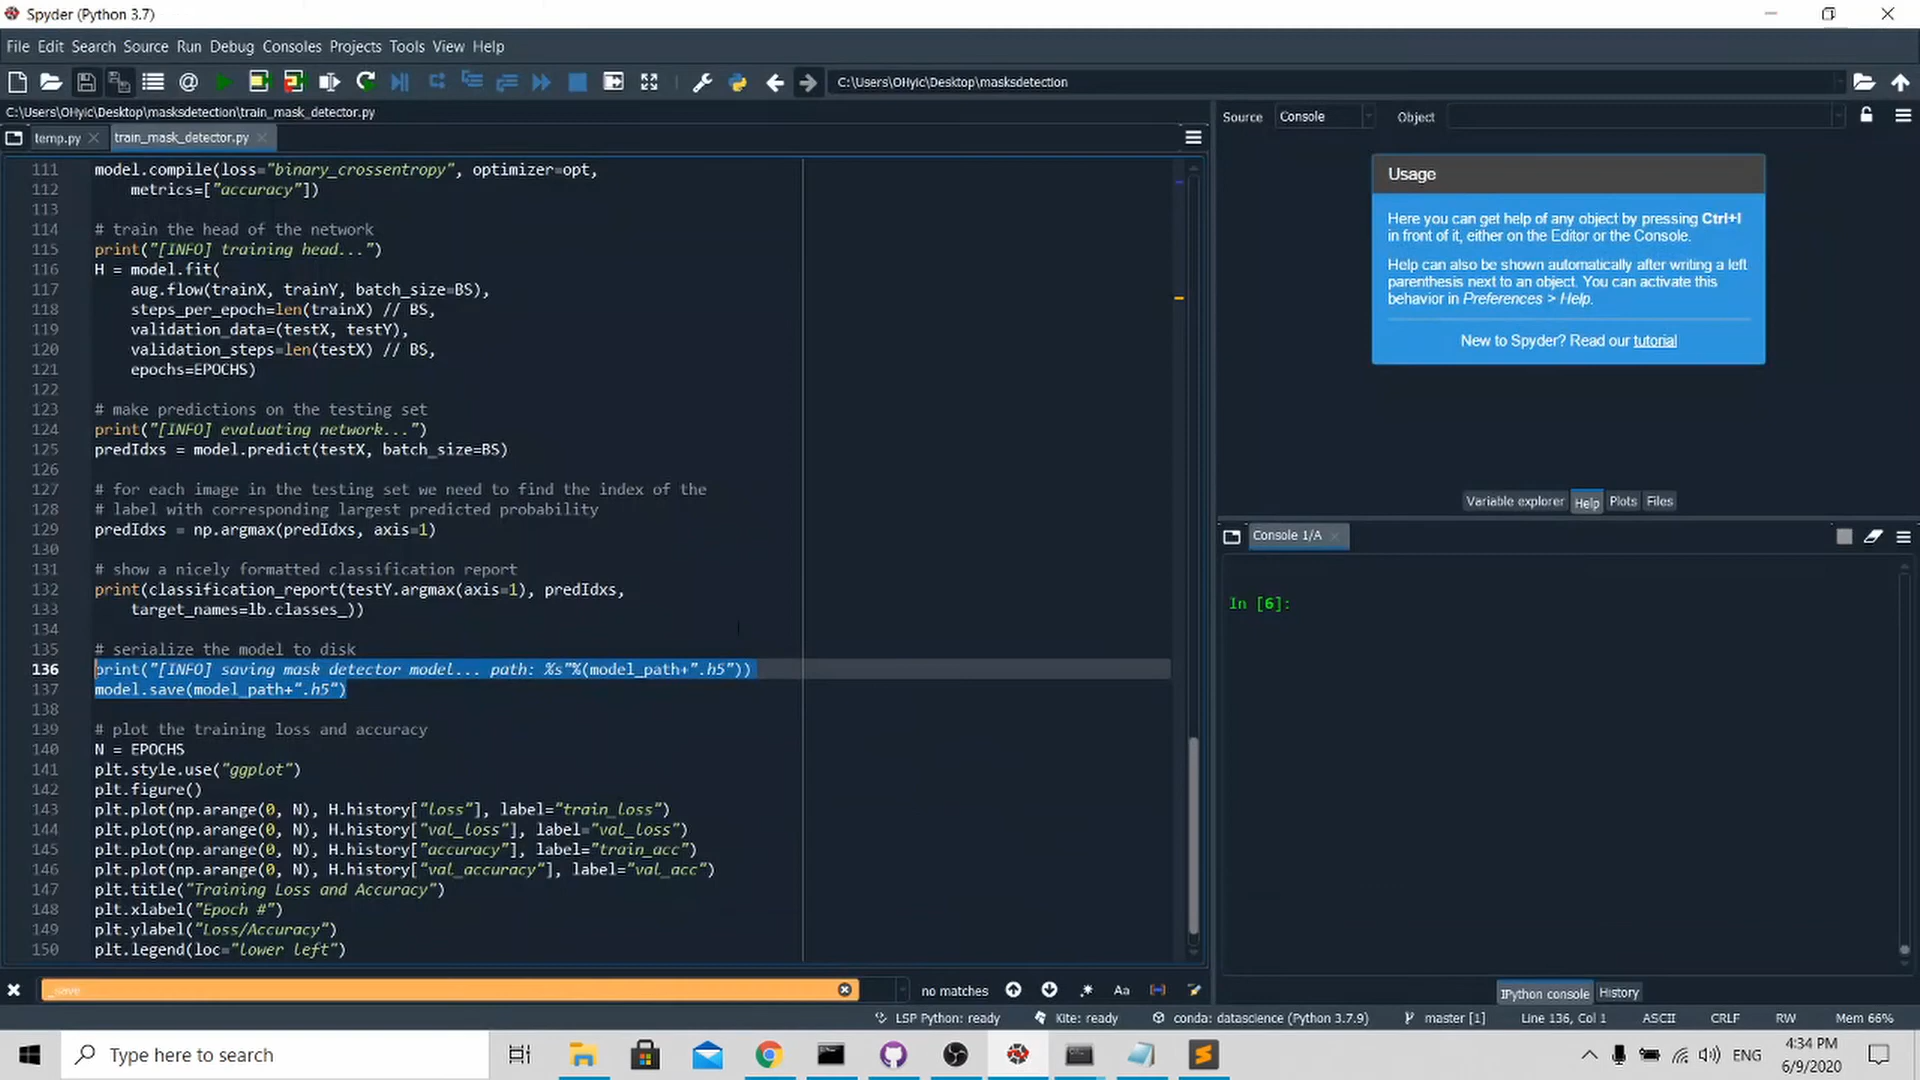 Spyder (Python 3.7)
File Edit Search Source Run Debug Consoles Projects Tools View Help
C:\Users\OHyic\Desktop\masksdetection
C:\Users\OHyic\Desktop\masksdetection\train_mask_detector.py
temp.py
train_mask_detector.py
111 model.compile(loss="binary_crossentropy", optimizer=opt,
112 metrics=["accuracy"])
113
114 # train the head of the network
115 print("[INFO] training head...")
116 H = model.fit(
117 aug.flow(trainX, trainY, batch_size=BS),
118 steps_per_epoch=len(trainX) // BS,
119 validation_data=(testX, testY),
120 validation_steps=len(testX) // BS,
121 epochs=EPOCHS)
122
123 # make predictions on the testing set
124 print("[INFO] evaluating network...")
125 predIdxs = model.predict(testX, batch_size=BS)
126
127 # for each image in the testing set we need to find the index of the
128 # label with corresponding largest predicted probability
129 predIdxs = np.argmax(predIdxs, axis=1)
130
131 # show a nicely formatted classification report
132 print(classification_report(testY.argmax(axis=1), predIdxs,
133 target_names=lb.classes_))
134
135 # serialize the model to disk
136 print("[INFO] saving mask detector model... path: %s"%(model_path+".h5"))
137 model.save(model_path+".h5")
138
139 # plot the training loss and accuracy
140 N = EPOCHS
141 plt.style.use("ggplot")
142 plt.figure()
143 plt.plot(np.arange(0, N), H.history["loss"], label="train_loss")
144 plt.plot(np.arange(0, N), H.history["val_loss"], label="val_loss")
145 plt.plot(np.arange(0, N), H.history["accuracy"], label="train_acc")
146 plt.plot(np.arange(0, N), H.history["val_accuracy"], label="val_acc")
147 plt.title("Training Loss and Accuracy")
148 plt.xlabel("Epoch #")
149 plt.ylabel("Loss/Accuracy")
150 plt.legend(loc="lower left")
_save
no matches
Aa
Source Console Object
Usage
Here you can get help of any object by pressing Ctrl+I
in front of it, either on the Editor or the Console.
Help can also be shown automatically after writing a left
parenthesis next to an object. You can activate this
behavior in Preferences > Help.
New to Spyder? Read our tutorial
Variable explorer Help Plots Files
Console 1/A
In [6]:
IPython console History
LSP Python: ready Kite: ready conda: datascience (Python 3.7.9) master [1] Line 136, Col 1 ASCII CRLF RW Mem 66%
Type here to search
ENG
4:34 PM
6/9/2020